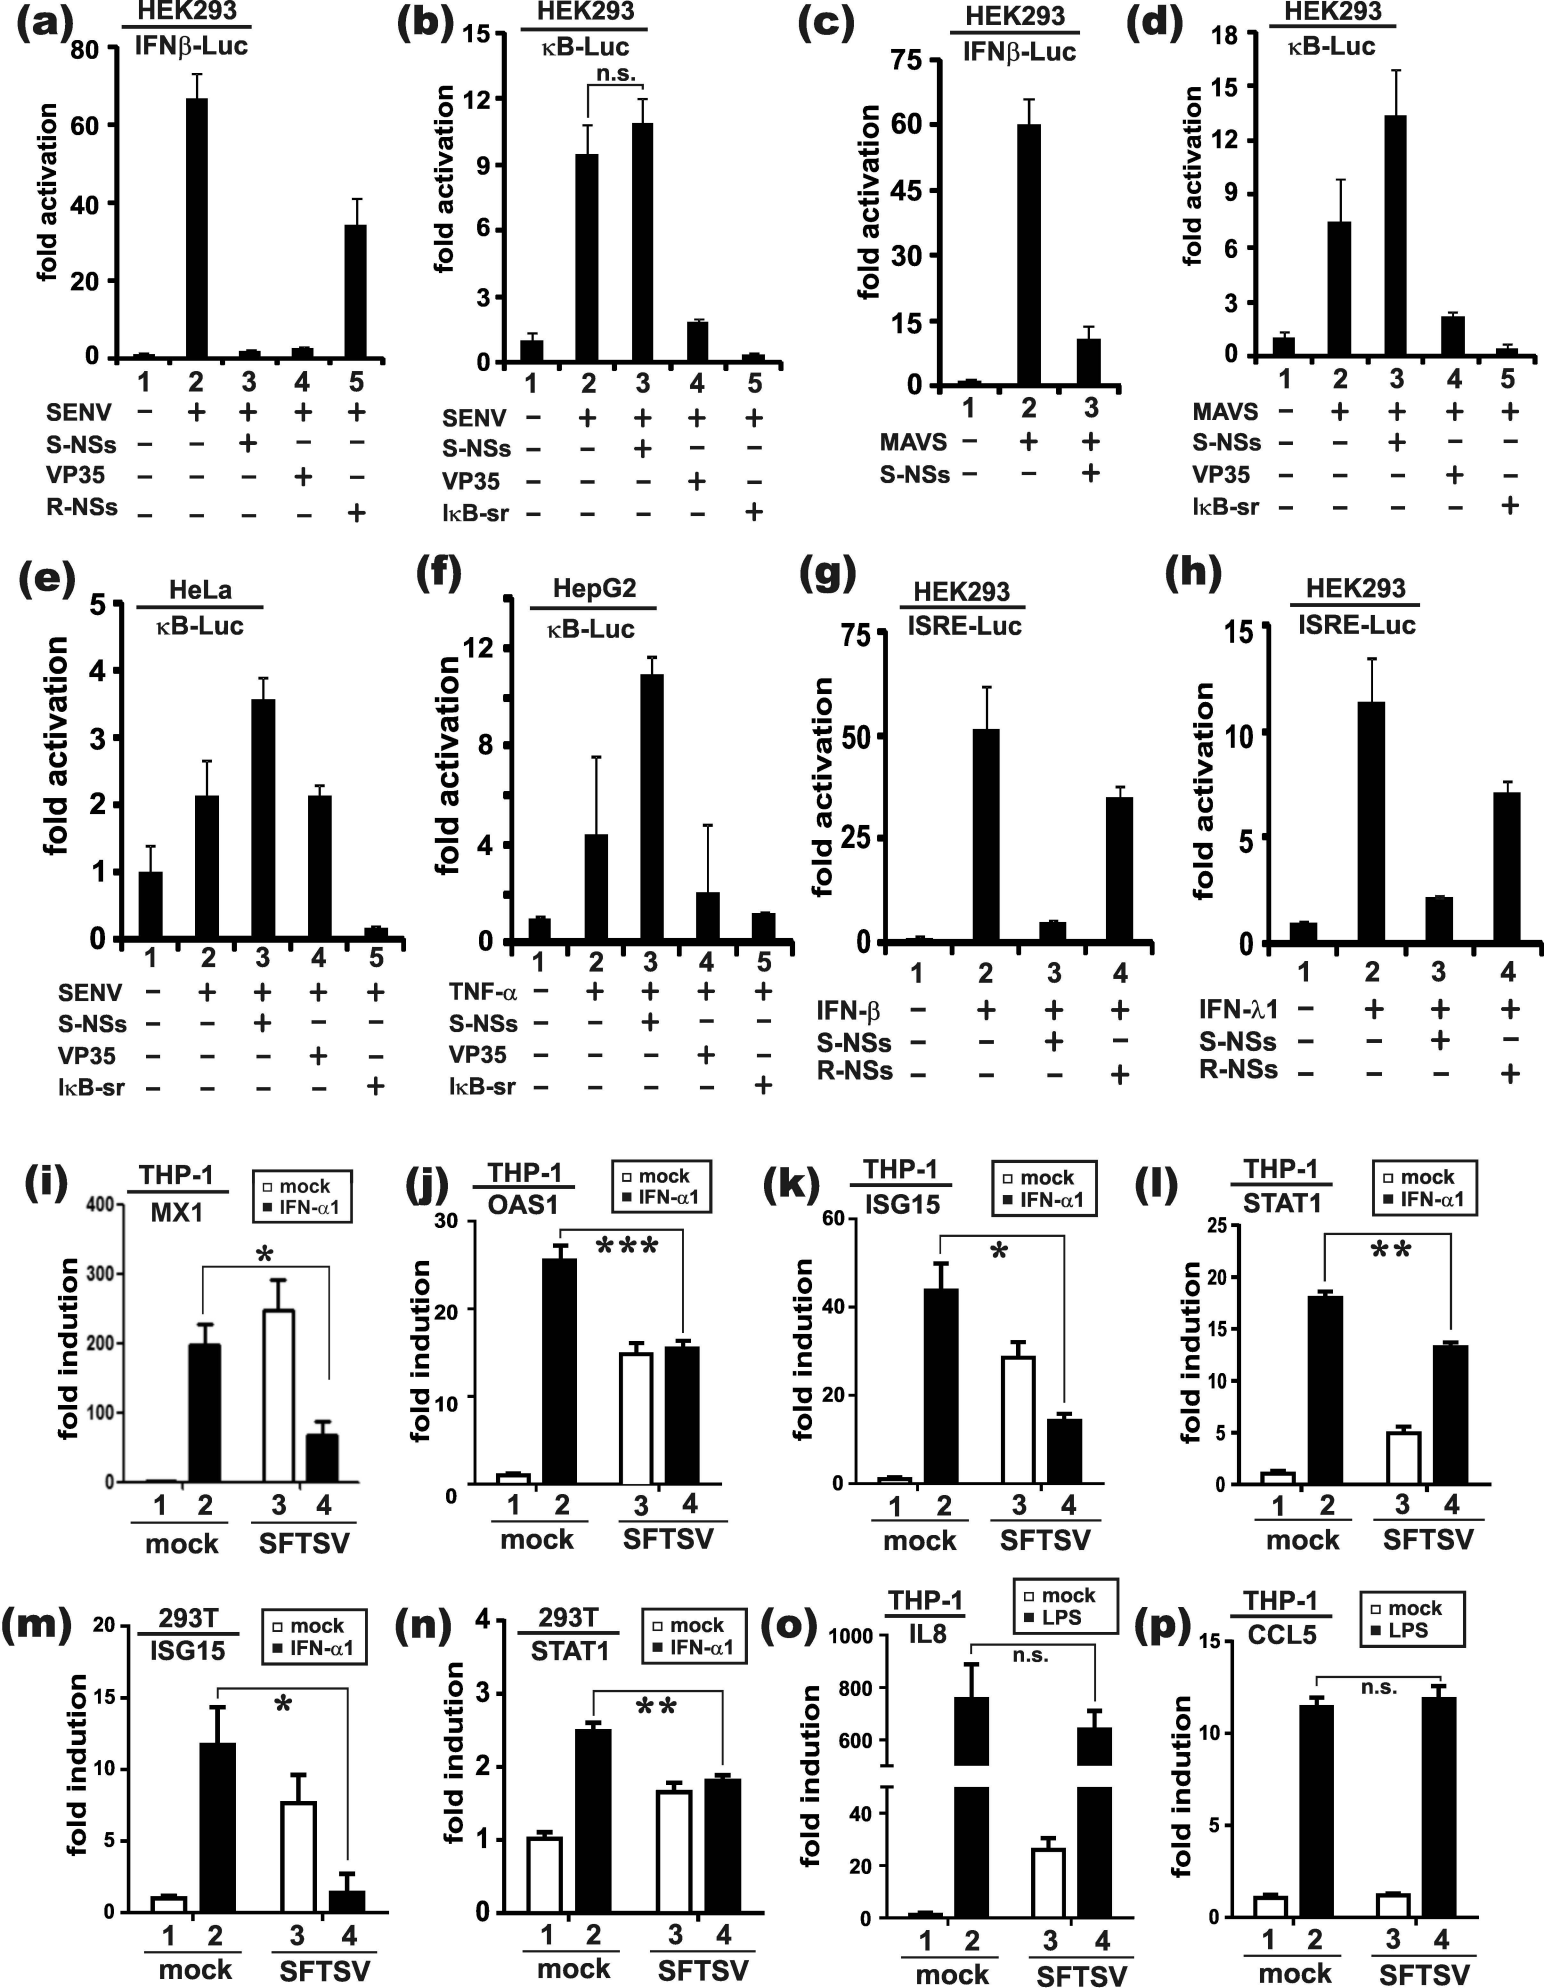 (a)
HEK293
IFNβ-Luc
fold activation
80
60
40
20
0
1 2 3 4 5
SENV – + + + +
S-NSs – – + – –
VP35 – – – + –
R-NSs – – – – +
(b)
HEK293
κB-Luc
n.s.
fold activation
15
12
9
6
3
0
1 2 3 4 5
SENV – + + + +
S-NSs – – + – –
VP35 – – – + –
IκB-sr – – – – +
(c)
HEK293
IFNβ-Luc
fold activation
75
60
45
30
15
0
1 2 3
MAVS – + +
S-NSs – – +
(d)
HEK293
κB-Luc
fold activation
18
15
12
9
6
3
0
1 2 3 4 5
MAVS – + + + +
S-NSs – – + – –
VP35 – – – + –
IκB-sr – – – – +
(e)
HeLa
κB-Luc
fold activation
5
4
3
2
1
0
1 2 3 4 5
SENV – + + + +
S-NSs – – + – –
VP35 – – – + –
IκB-sr – – – – +
(f)
HepG2
κB-Luc
fold activation
12
8
4
0
1 2 3 4 5
TNF-α – + + + +
S-NSs – – + – –
VP35 – – – + –
IκB-sr – – – – +
(g)
HEK293
ISRE-Luc
fold activation
75
50
25
0
1 2 3 4
IFN-β – + + +
S-NSs – – + –
R-NSs – – – +
(h)
HEK293
ISRE-Luc
fold activation
15
10
5
0
1 2 3 4
IFN-λ1 – + + +
S-NSs – – + –
R-NSs – – – +
(i)
THP-1
MX1
mock
IFN-α1
*
fold indution
400
300
200
100
0
1 2 3 4
mock SFTSV
(j)
THP-1
OAS1
mock
IFN-α1
***
fold indution
30
20
10
0
1 2 3 4
mock SFTSV
(k)
THP-1
ISG15
mock
IFN-α1
*
fold indution
60
40
20
0
1 2 3 4
mock SFTSV
(l)
THP-1
STAT1
mock
IFN-α1
**
fold indution
25
20
15
10
5
0
1 2 3 4
mock SFTSV
(m)
293T
ISG15
mock
IFN-α1
*
fold indution
20
15
10
5
0
1 2 3 4
mock SFTSV
(n)
293T
STAT1
mock
IFN-α1
**
fold indution
4
3
2
1
0
1 2 3 4
mock SFTSV
(o)
THP-1
IL8
mock
LPS
n.s.
fold indution
1000
800
600
40
20
0
1 2 3 4
mock SFTSV
(p)
THP-1
CCL5
mock
LPS
n.s.
fold indution
15
10
5
0
1 2 3 4
mock SFTSV